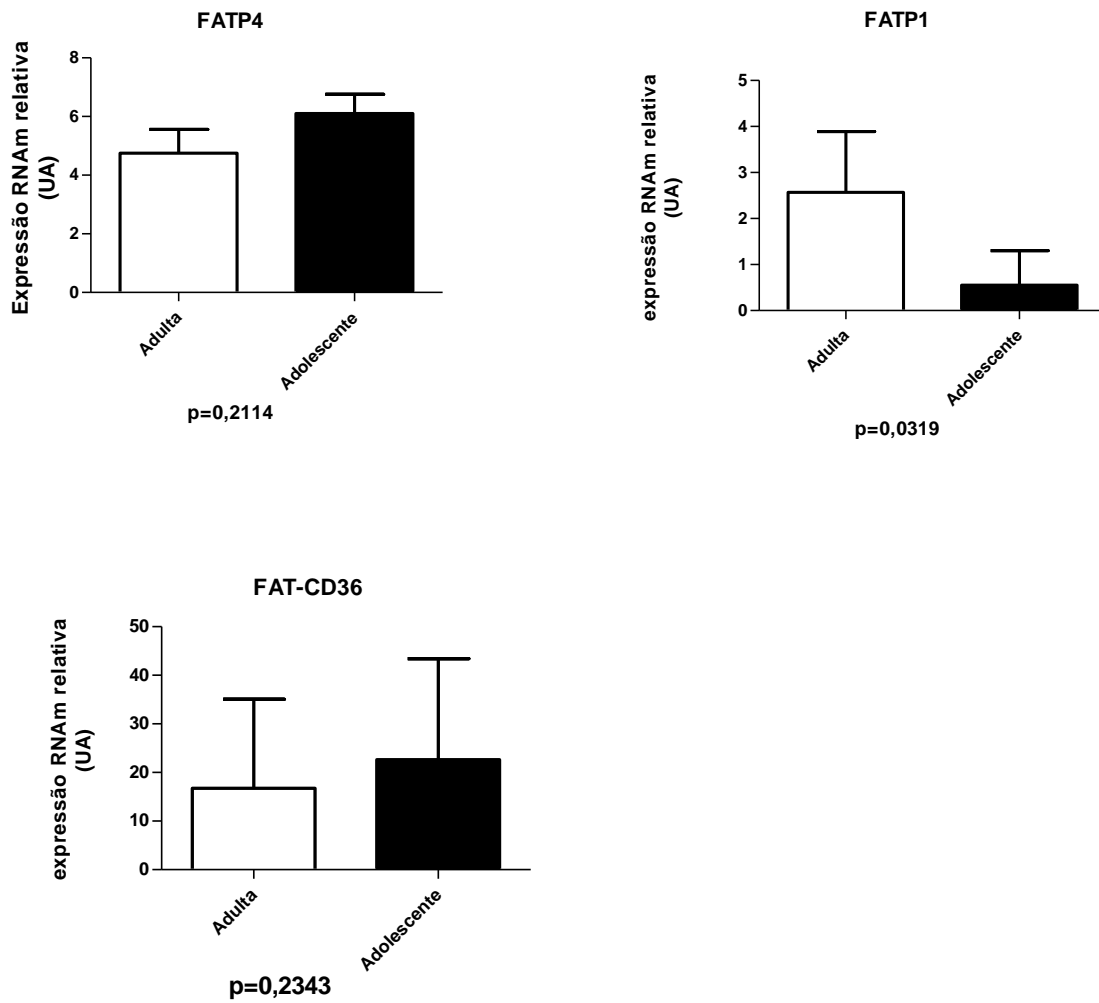 FATP4
Expressão RNAm relativa
(UA)
8
6
4
2
0
Adulta
Adolescente
p=0,2114
FATP1
expressão RNAm relativa
(UA)
5
4
3
2
1
0
Adulta
Adolescente
p=0,0319
FAT-CD36
expressão RNAm relativa
(UA)
50
40
30
20
10
0
Adulta
Adolescente
p=0,2343